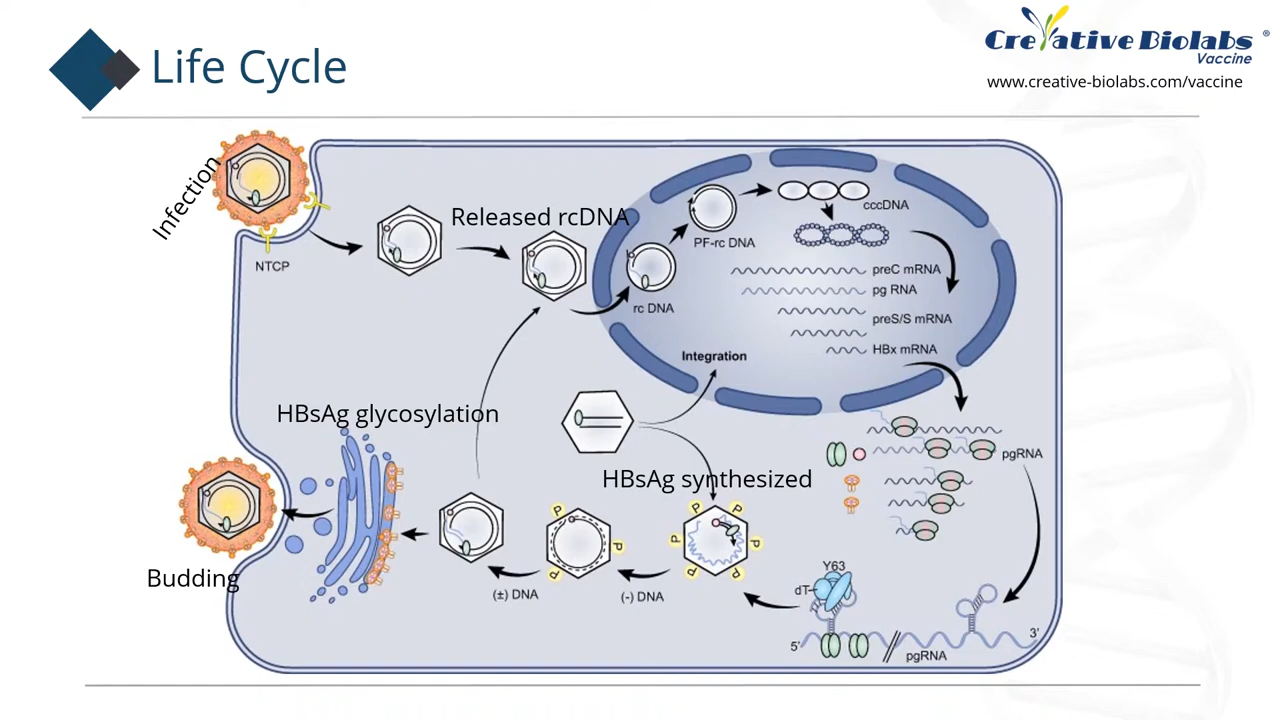 Life Cycle
Creative Biolabs ®
Vaccine
www.creative-biolabs.com/vaccine
Infection
NTCP
Released rcDNA
rc DNA
PF-rc DNA
cccDNA
preC mRNA
pg RNA
preS/S mRNA
HBx mRNA
Integration
HBsAg glycosylation
HBsAg synthesized
pgRNA
P
P
P
P
P
P
P
P
P
Budding
(±) DNA
(-) DNA
Y63
dT
5'
3'
pgRNA